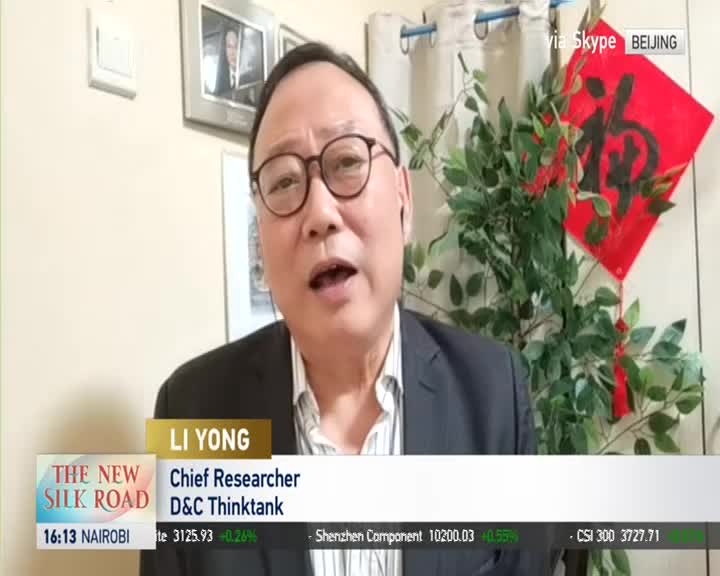 via Skype
BEIJING
福
LI YONG
Chief Researcher
D&C Thinktank
THE NEW
SILK ROAD
16:13 NAIROBI
ite 3125.93 +0.26% - Shenzhen Component 10200.03 +0.55% - CSI 300 3727.71